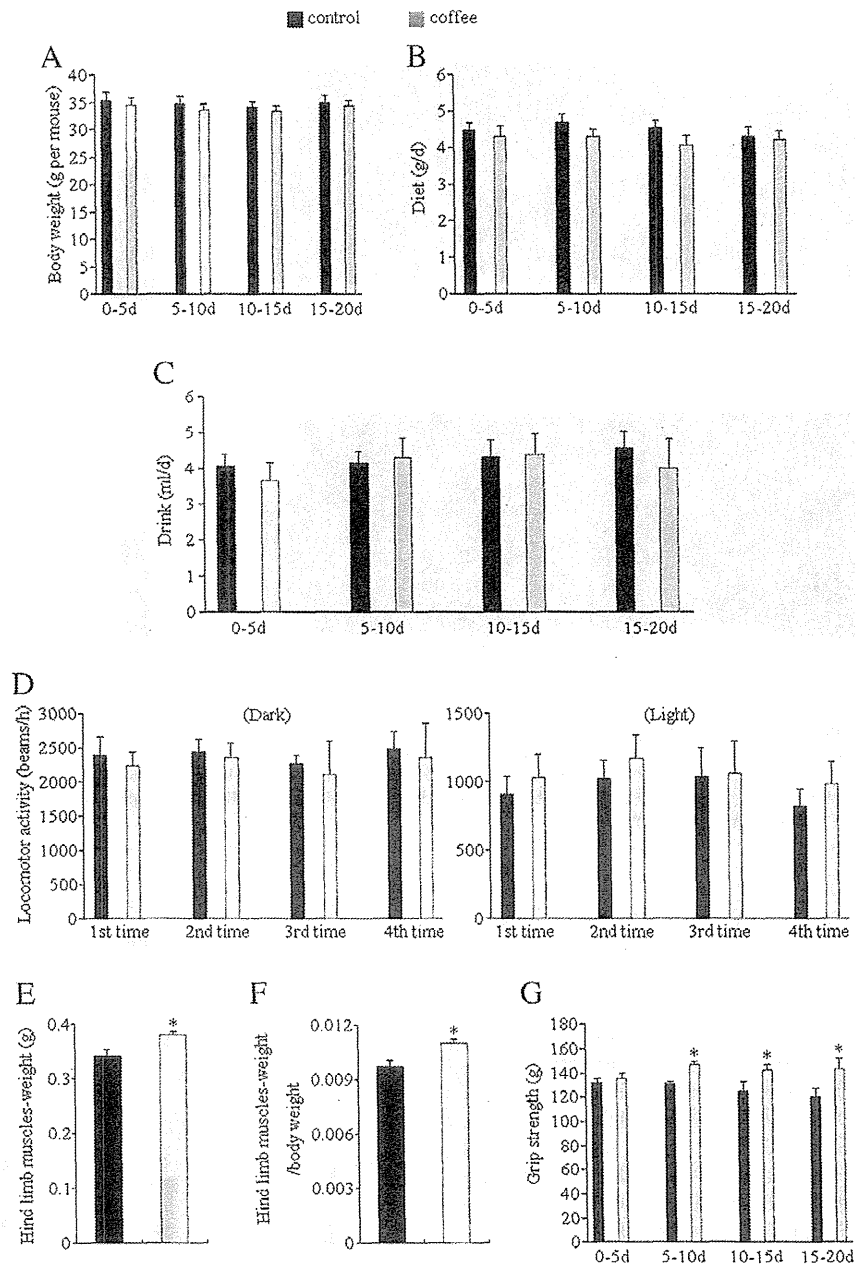 control coffee
A
Body weight (g per mouse)
40
35
30
25
20
15
10
5
0
0-5d 5-10d 10-15d 15-20d
B
Diet (g/d)
6
5
4
3
2
1
0
0-5d 5-10d 10-15d 15-20d
C
Drink (ml/d)
6
5
4
3
2
1
0
0-5d 5-10d 10-15d 15-20d
D
Locomotor activity (beams/h)
(Dark)
3000
2500
2000
1500
1000
500
0
1st time 2nd time 3rd time 4th time
(Light)
1500
1000
500
0
1st time 2nd time 3rd time 4th time
E
Hind limb muscles-weight (g)
0.4
0.3
0.2
0.1
0
*
F
Hind limb muscles-weight
/body weight
0.012
0.009
0.006
0.003
0
*
G
Grip strength (g)
180
160
140
120
100
80
60
40
20
0
* * *
0-5d 5-10d 10-15d 15-20d